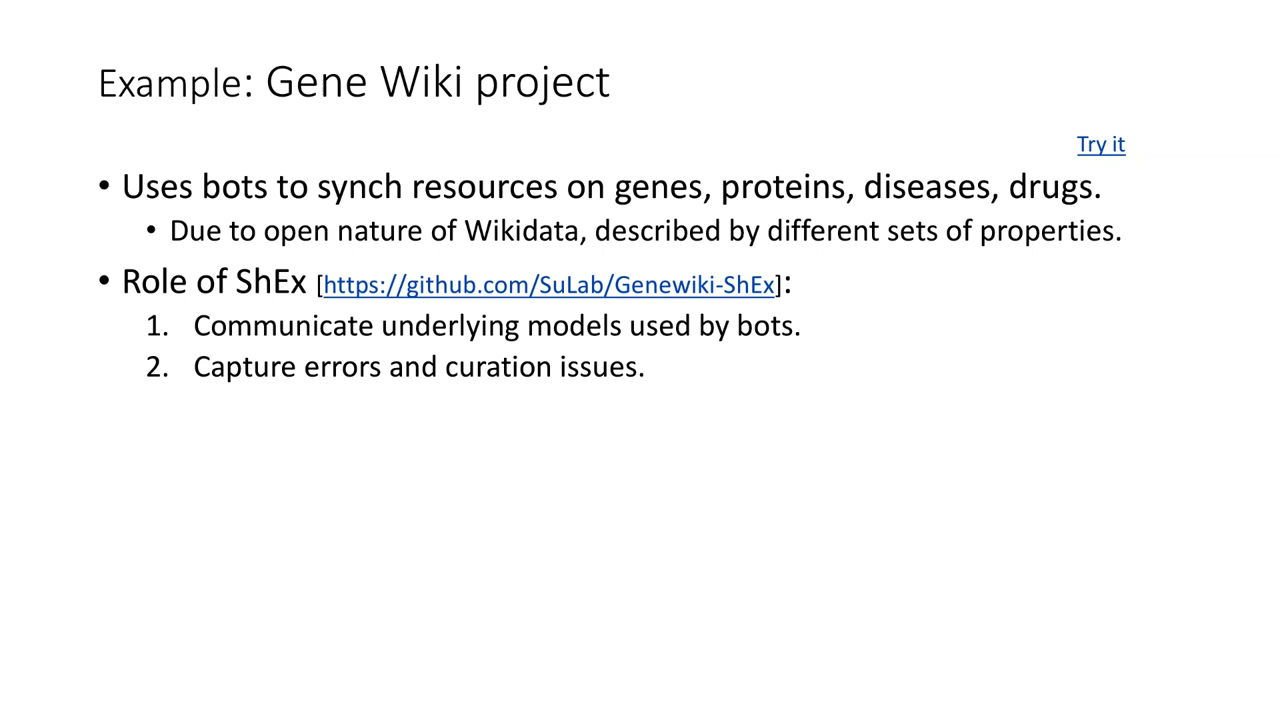 Example: Gene Wiki project
Try it
• Uses bots to synch resources on genes, proteins, diseases, drugs.
• Due to open nature of Wikidata, described by different sets of properties.
• Role of ShEx [https://github.com/SuLab/Genewiki-ShEx]:
1. Communicate underlying models used by bots.
2. Capture errors and curation issues.